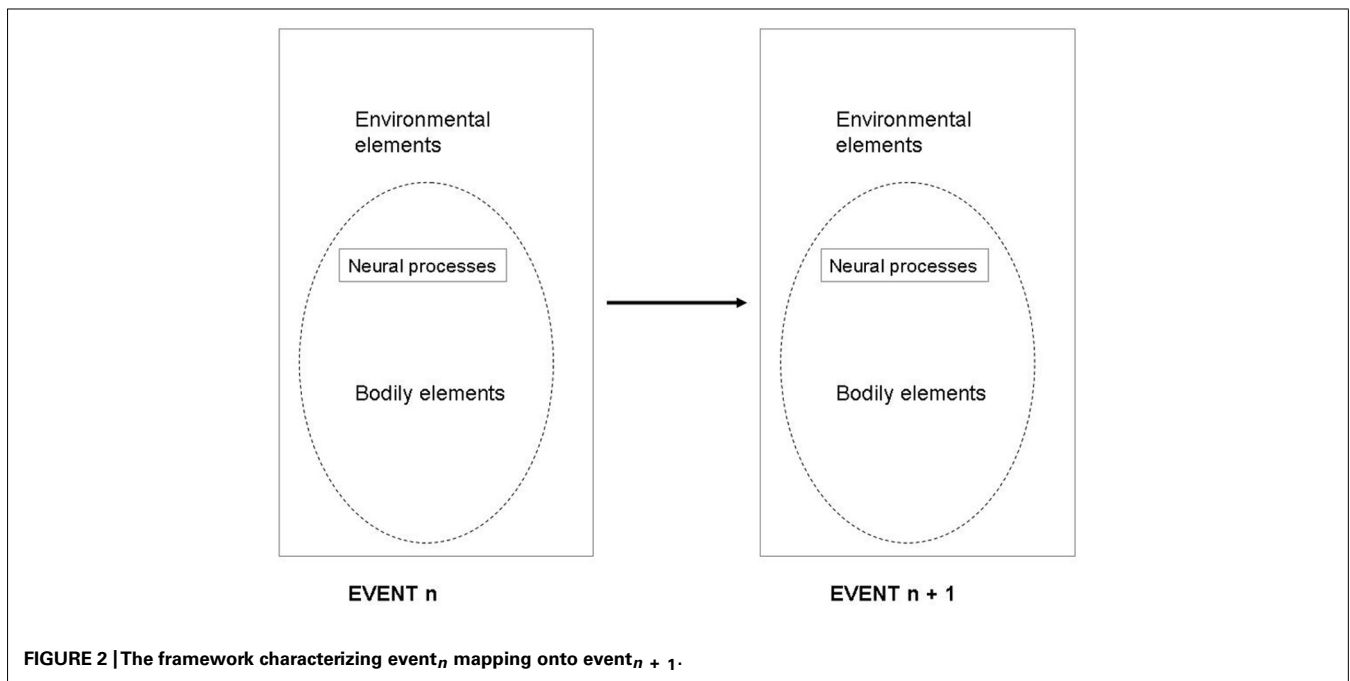 Environmental
elements
Neural processes
Bodily elements
EVENT n
Environmental
elements
Neural processes
Bodily elements
EVENT n + 1
FIGURE 2 | The framework characterizing eventn mapping onto eventn + 1.